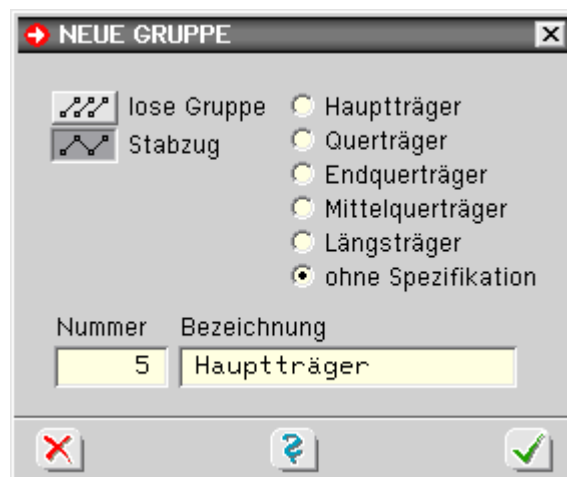 NEUE GRUPPE
lose Gruppe
Stabzug
Hauptträger
Querträger
Endquerträger
Mittelquerträger
Längsträger
ohne Spezifikation
Nummer Bezeichnung
5 Hauptträger